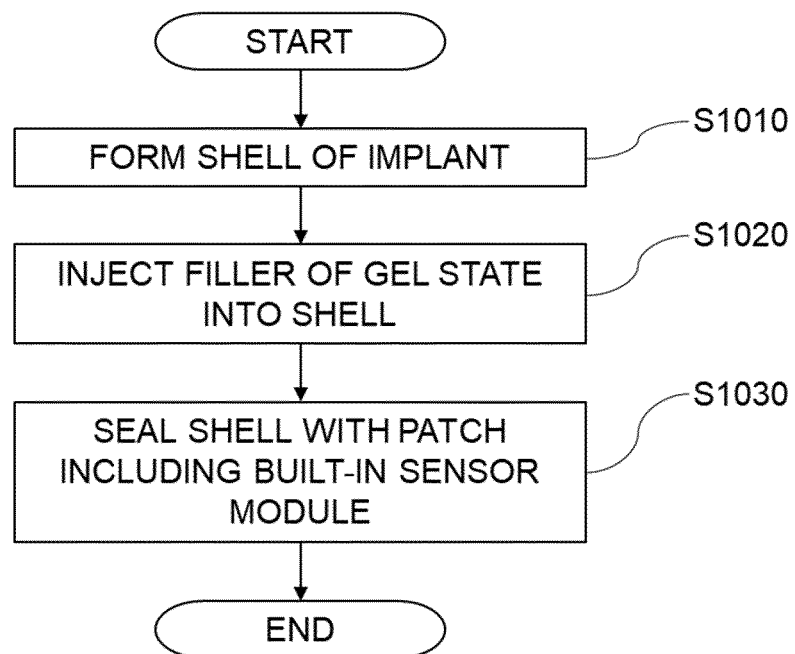 START
FORM SHELL OF IMPLANT
S1010
INJECT FILLER OF GEL STATE
INTO SHELL
S1020
SEAL SHELL WITH PATCH
INCLUDING BUILT-IN SENSOR
MODULE
S1030
END